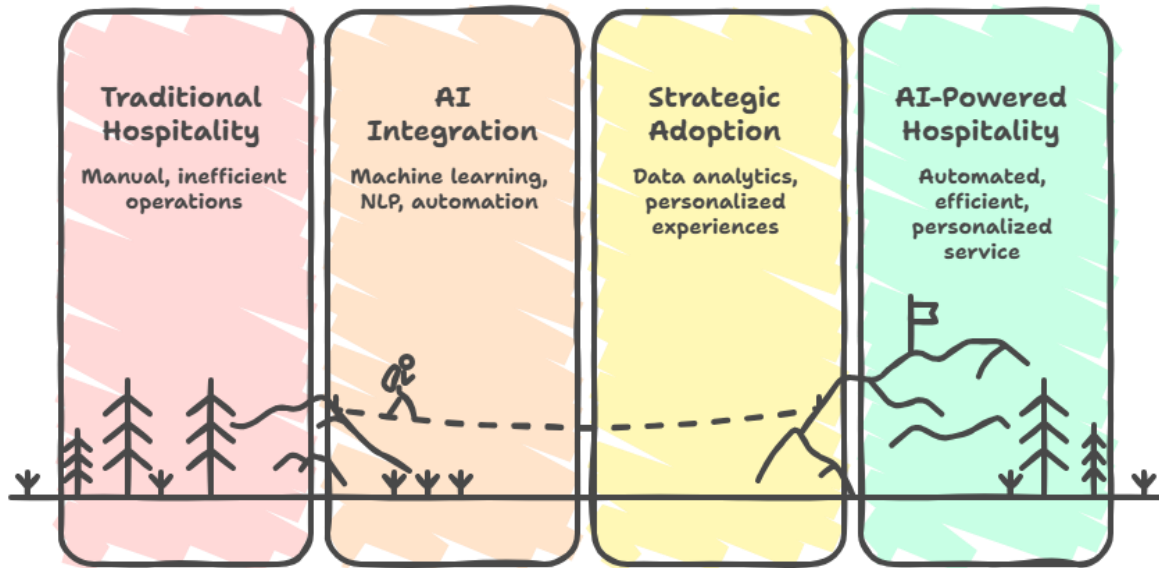 Traditional
Hospitality
Manual, inefficient
operations
AI
Integration
Machine learning,
NLP, automation
Strategic
Adoption
Data analytics,
personalized
experiences
AI-Powered
Hospitality
Automated,
efficient,
personalized
service